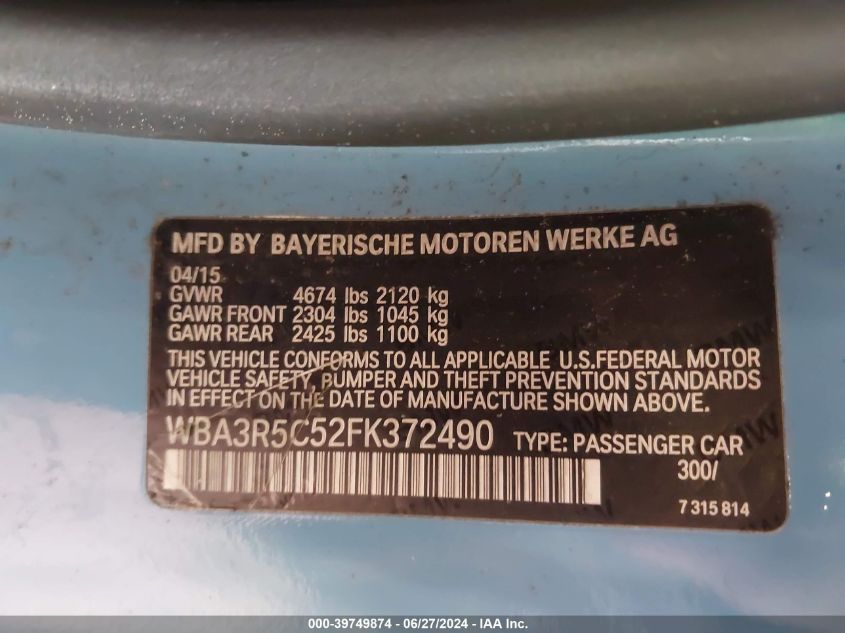 MFD BY BAYERISCHE MOTOREN WERKE AG
04/15
GVWR 4674 lbs 2120 kg
GAWR FRONT 2304 lbs 1045 kg
GAWR REAR 2425 lbs 1100 kg
THIS VEHICLE CONFORMS TO ALL APPLICABLE U.S.FEDERAL MOTOR
VEHICLE SAFETY, BUMPER AND THEFT PREVENTION STANDARDS
IN EFFECT ON THE DATE OF MANUFACTURE SHOWN ABOVE.
WBA3R5C52FK372490 TYPE: PASSENGER CAR
300/
7 315 814
000-39749874 - 06/27/2024 - IAA Inc.